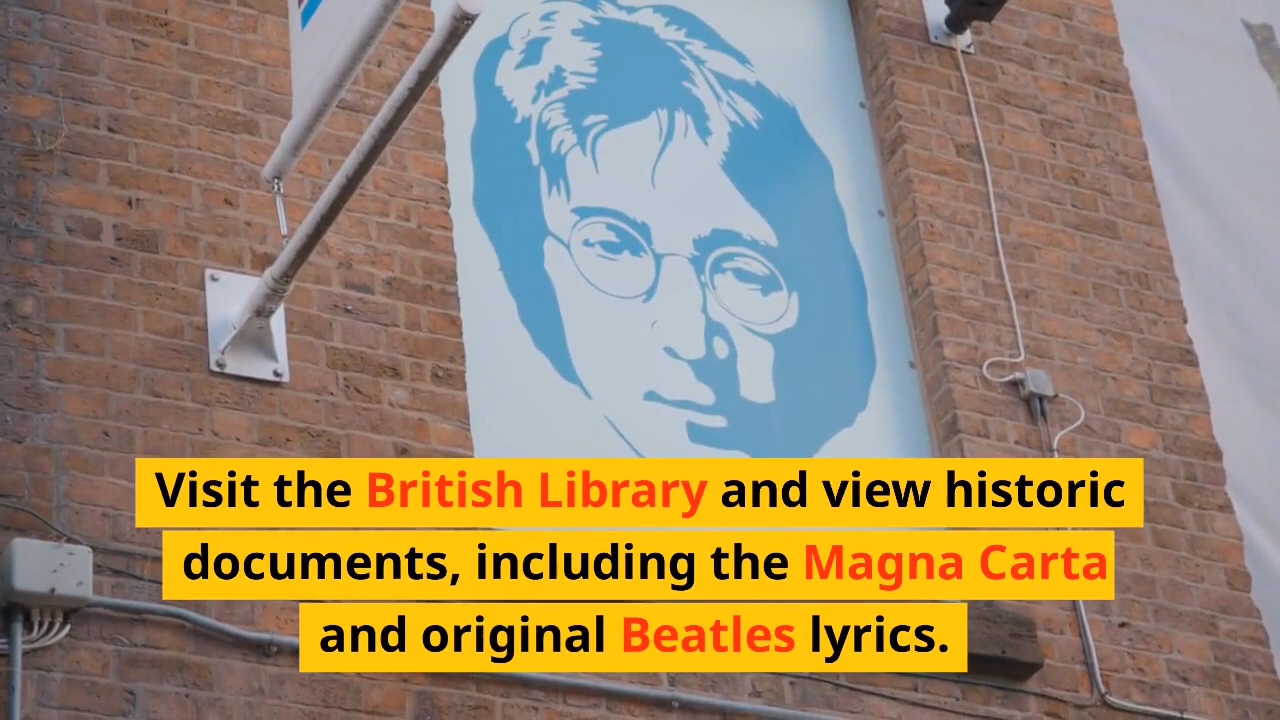 Visit the British Library and view historic
documents, including the Magna Carta
and original Beatles lyrics.